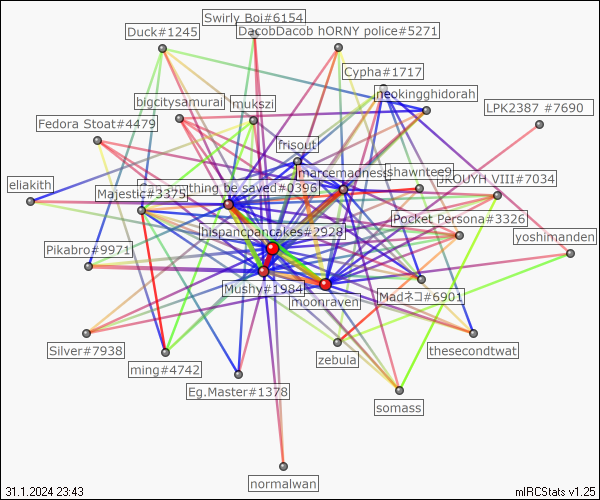 Swirly Boi#6154
Duck#1245
DacobDacob hORNY police#5271
Cypha#1717
neokingghidorah
bigcitysamurai
mukszi
LPK2387 #7690
Fedora Stoat#4479
frisout
marcemadness
shawntee9
UROUYH VIII#7034
eliakith
Majestic#3375
thing be saved#0396
Pocket Persona#3326
hispanicpancakes#2928
yoshimanden
Pikabro#9971
Mushy#1984
moonraven
Madネコ#6901
Silver#7938
ming#4742
zebula
thesecondtwat
Eg.Master#1378
somass
normalwan
31.1.2024 23:43
mIRCStats v1.25